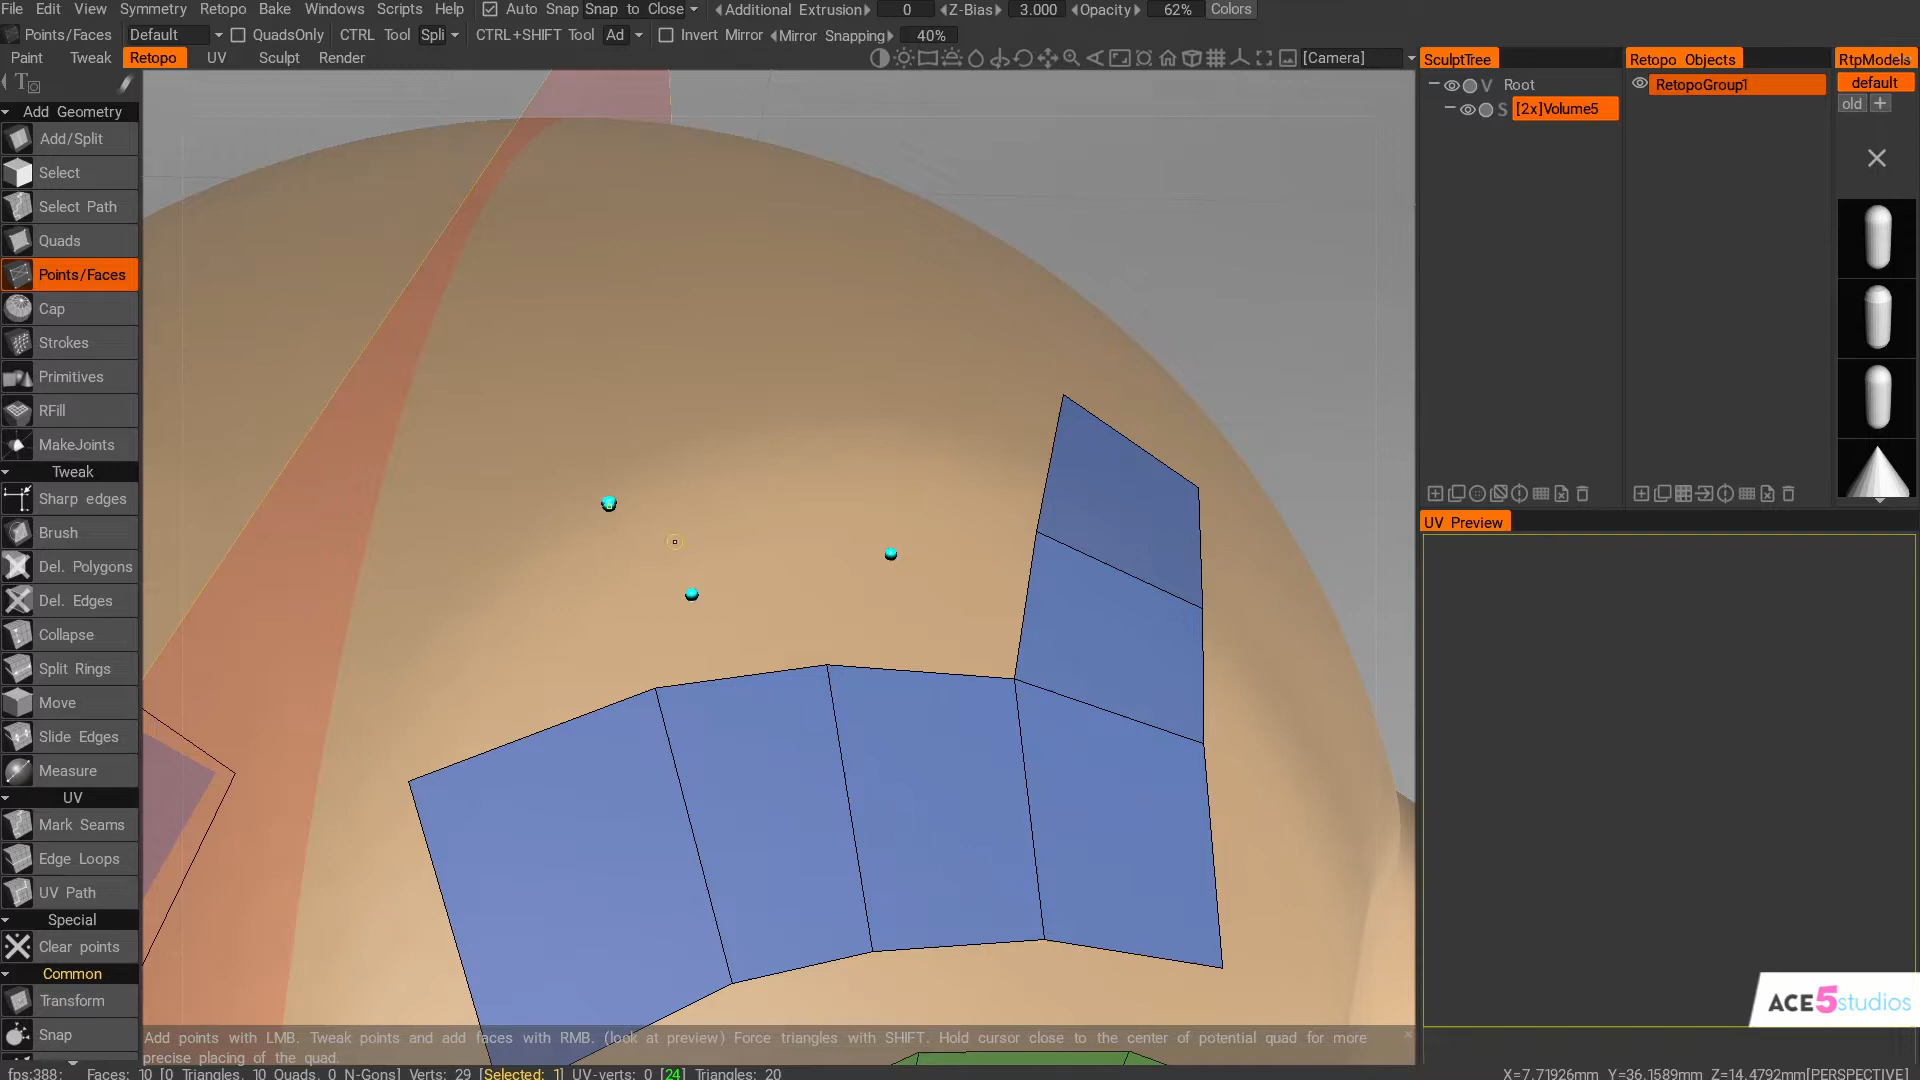 File Edit View Symmetry Retopo Bake Windows Scripts Help Auto Snap Snap to Close Additional Extrusion 0 Z-Bias 3.000 Opacity 62% Colors
Points/Faces Default QuadsOnly CTRL Tool Spli CTRL+SHIFT Tool Ad Invert Mirror Mirror Snapping 40%
Paint Tweak Retopo UV Sculpt Render [Camera]
SculptTree Retopo Objects RtpModels
V Root RetopoGroup1 default
S [2x]Volume5 old
Add Geometry
Add/Split
Select
Select Path
Quads
Points/Faces
Cap
Strokes
Primitives
RFill
MakeJoints
Tweak
Sharp edges
Brush
Del. Polygons
Del. Edges
Collapse
Split Rings
Move
Slide Edges
Measure
UV
Mark Seams
Edge Loops
UV Path
Special
Clear points
Common
Transform
Snap
UV Preview
ACE5studios
Add points with LMB. Tweak points and add faces with RMB. (look at preview) Force triangles with SHIFT. Hold cursor close to the center of potential quad for more
precise placing of the quad.
fps:388; Faces: 10 [0 Triangles, 10 Quads, 0 N-Gons] Verts: 29 [Selected: 1] UV-verts: 0 [24] Triangles: 20 X=7.71926mm Y=36.1589mm Z=14.4792mm[PERSPECTIVE]